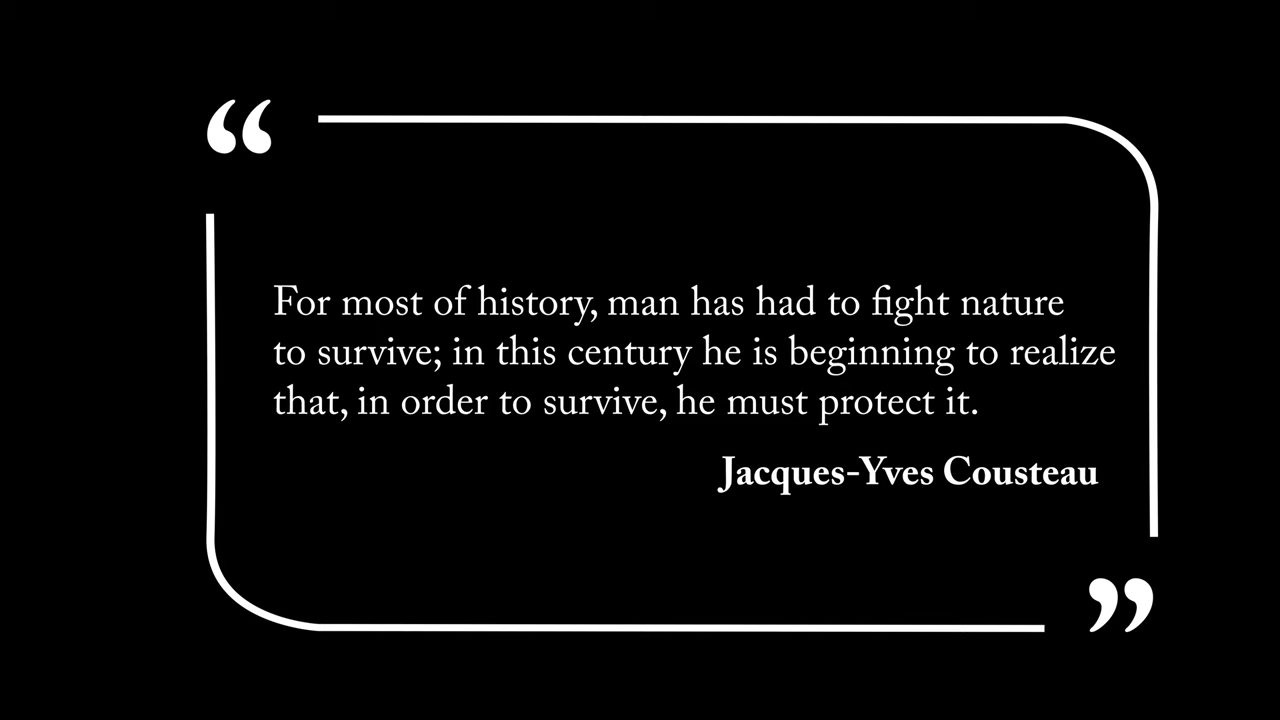 “
For most of history, man has had to fight nature
to survive; in this century he is beginning to realize
that, in order to survive, he must protect it.
Jacques-Yves Cousteau
”